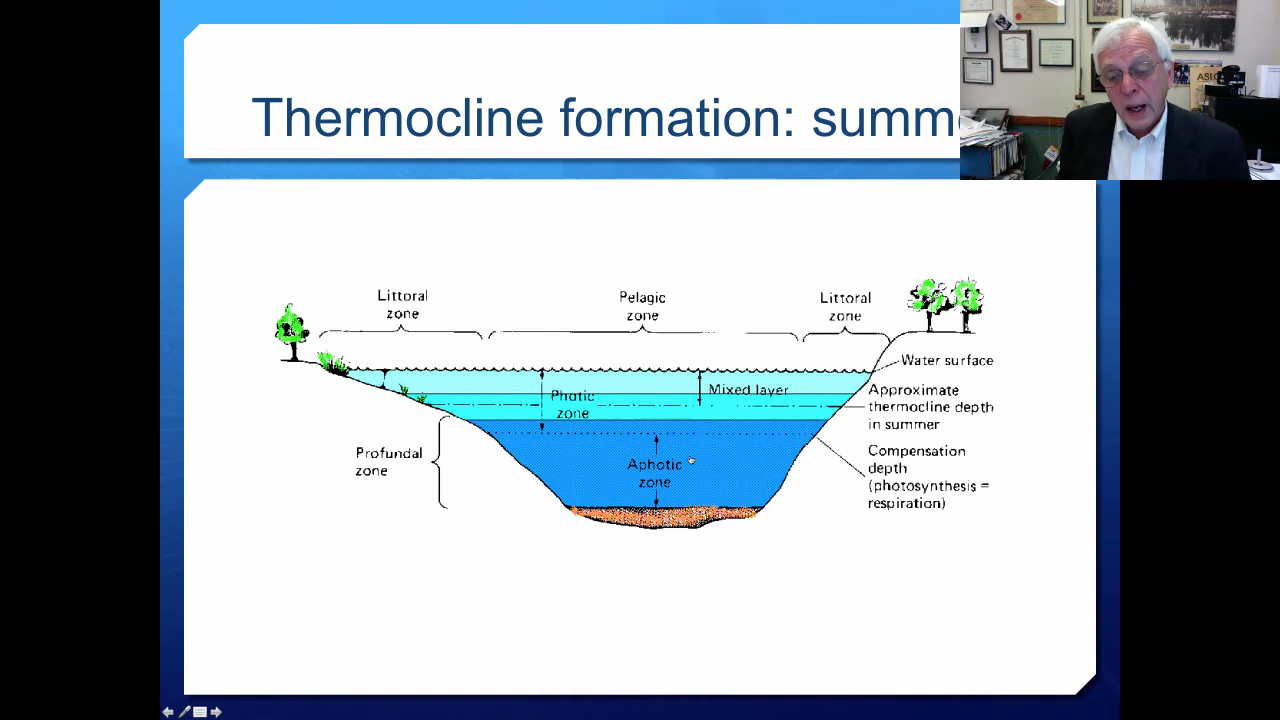 Thermocline formation: summ
ASI
Littoral
zone
Pelagic
zone
Littoral
zone
Water surface
Mixed layer
Photic
zone
Approximate
thermocline depth
in summer
Profundal
zone
Aphotic
zone
Compensation
depth
(photosynthesis =
respiration)